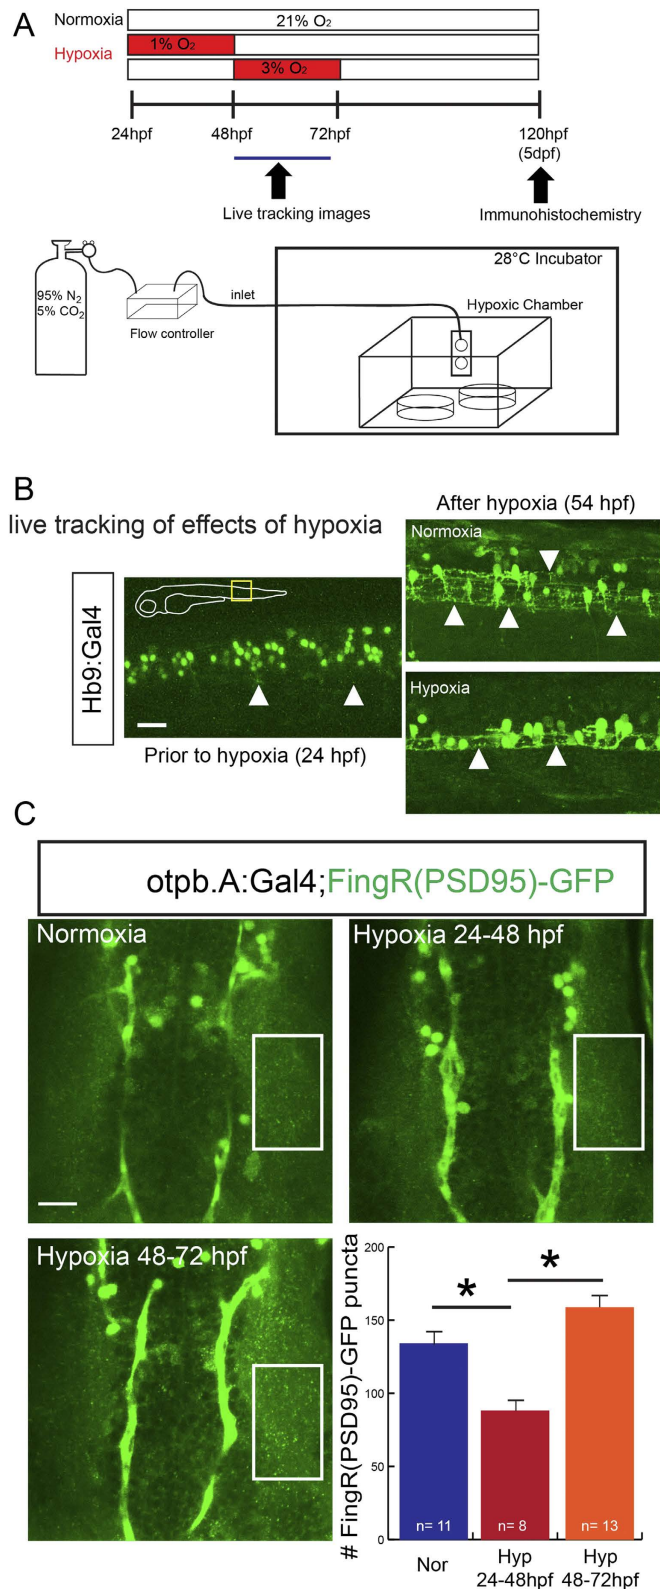 A
Normoxia
21% O2
Hypoxia
1% O2
3% O2
24hpf 48hpf 72hpf 120hpf
(5dpf)
Live tracking images
Immunohistochemistry
28°C Incubator
95% N2
5% CO2
inlet
Hypoxic Chamber
Flow controller
B
live tracking of effects of hypoxia
After hypoxia (54 hpf)
Normoxia
Hb9:Gal4
Hypoxia
Prior to hypoxia (24 hpf)
C
otpb.A:Gal4;FingR(PSD95)-GFP
Normoxia
Hypoxia 24-48 hpf
Hypoxia 48-72 hpf
# FingR(PSD95)-GFP puncta
200
150
100
50
0
*
*
n= 11
n= 8
n= 13
Nor
Hyp
24-48hpf
Hyp
48-72hpf